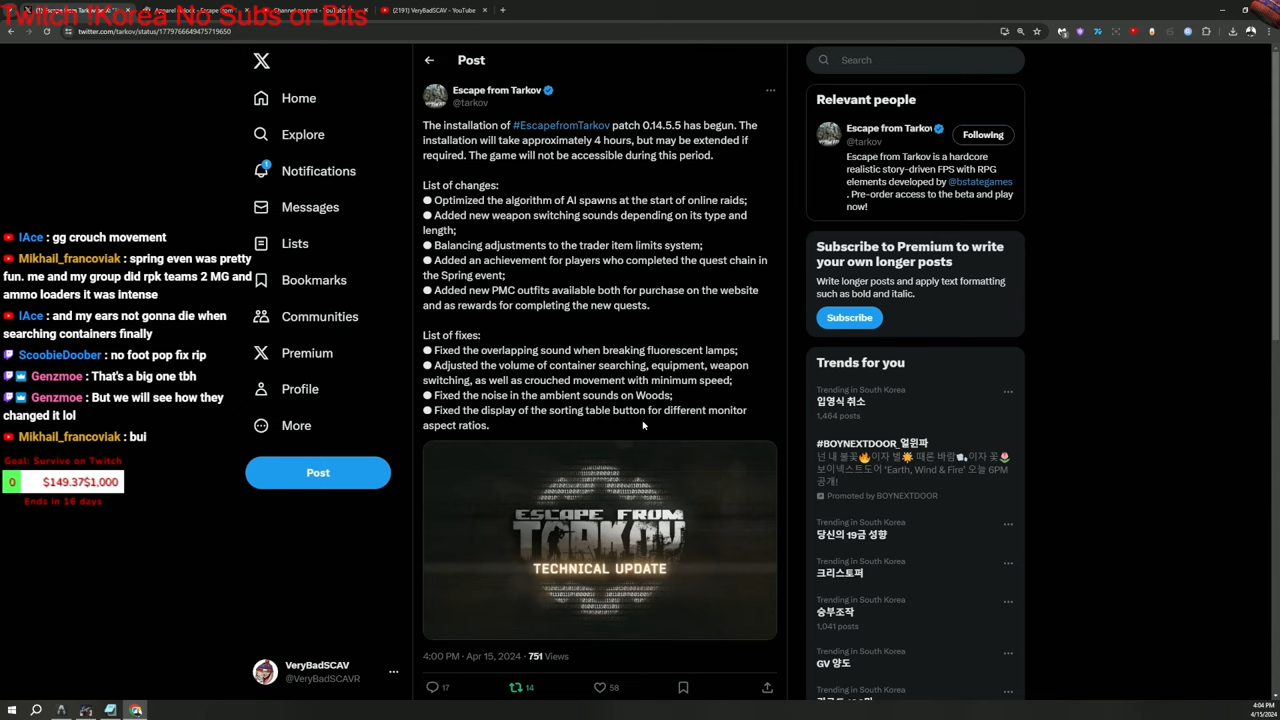 Twitch !Korea No Subs or Bits
(2191) VeryBadSCAV - YouTube
twitter.com/tarkov/status/1779766649475719650
Home
Explore
Notifications
1
Messages
Lists
Bookmarks
Communities
Premium
Profile
More
Post
VeryBadSCAV
@VeryBadSCAVR
lAce : gg crouch movement
Mikhail_francoviak : spring even was pretty
fun. me and my group did rpk teams 2 MG and
ammo loaders it was intense
lAce : and my ears not gonna die when
searching containers finally
ScoobieDoober : no foot pop fix rip
Genzmoe : That's a big one tbh
Genzmoe : But we will see how they
changed it lol
Mikhail_francoviak : bui
Goal: Survive on Twitch
0 $149.37$1,000
Ends in 16 days
Post
Escape from Tarkov
@tarkov
The installation of #EscapefromTarkov patch 0.14.5.5 has begun. The
installation will take approximately 4 hours, but may be extended if
required. The game will not be accessible during this period.
List of changes:
● Optimized the algorithm of AI spawns at the start of online raids;
● Added new weapon switching sounds depending on its type and
length;
● Balancing adjustments to the trader item limits system;
● Added an achievement for players who completed the quest chain in
the Spring event;
● Added new PMC outfits available both for purchase on the website
and as rewards for completing the new quests.
List of fixes:
● Fixed the overlapping sound when breaking fluorescent lamps;
● Adjusted the volume of container searching, equipment, weapon
switching, as well as crouched movement with minimum speed;
● Fixed the noise in the ambient sounds on Woods;
● Fixed the display of the sorting table button for different monitor
aspect ratios.
ESCAPE FROM
TARKOV
TECHNICAL UPDATE
4:00 PM · Apr 15, 2024 · 751 Views
17
14
58
Search
Relevant people
Escape from Tarkov
@tarkov
Following
Escape from Tarkov is a hardcore
realistic story-driven FPS with RPG
elements developed by @bstategames
. Pre-order access to the beta and play
now!
Subscribe to Premium to write
your own longer posts
Write longer posts and apply text formatting
such as bold and italic.
Subscribe
Trends for you
Trending in South Korea
입영식 취소
1,464 posts
#BOYNEXTDOOR_얼윈파
넌 내 불꽃🔥이자 별🌟 때론 바람🌬️이자 꽃🌷
보이넥스트도어 'Earth, Wind & Fire' 오늘 6PM
공개!
Promoted by BOYNEXTDOOR
Trending in South Korea
당신의 19금 성향
Trending in South Korea
크리스토퍼
Trending in South Korea
승부조작
1,041 posts
Trending in South Korea
GV 양도
Trending in South Korea
4:04 PM
4/15/2024